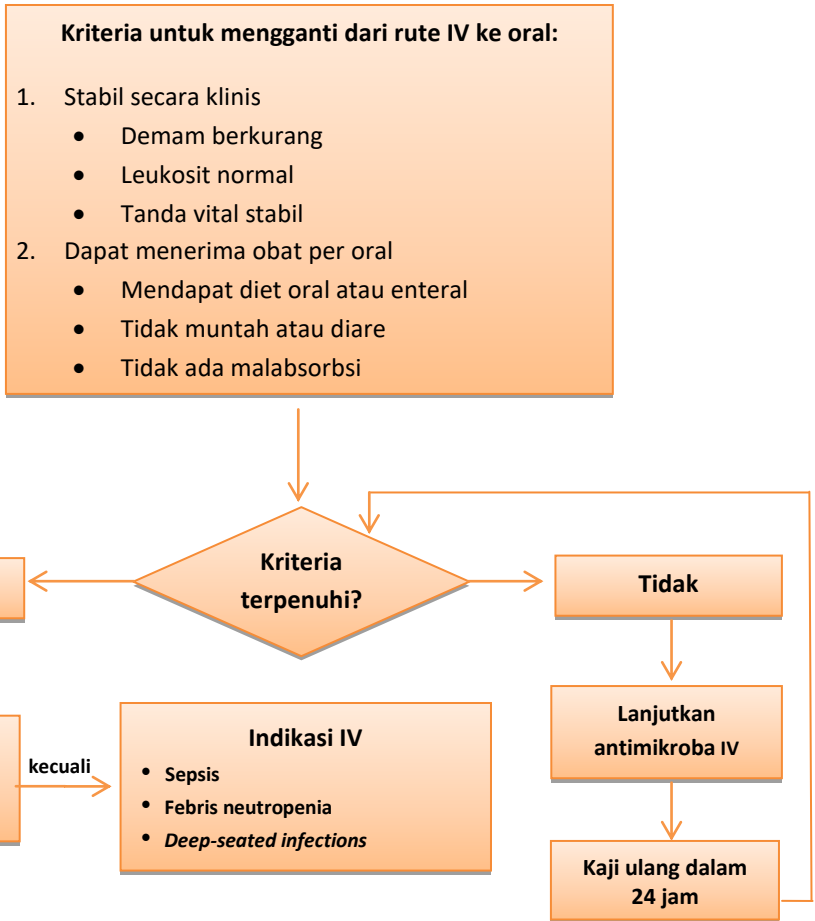 Kriteria untuk mengganti dari rute IV ke oral:
1. Stabil secara klinis
• Demam berkurang
• Leukosit normal
• Tanda vital stabil
2. Dapat menerima obat per oral
• Mendapat diet oral atau enteral
• Tidak muntah atau diare
• Tidak ada malabsorbsi
Kriteria
terpenuhi?
Tidak
Lanjutkan
antimikroba IV
Kaji ulang dalam
24 jam
kecuali
Indikasi IV
• Sepsis
• Febris neutropenia
• Deep-seated infections